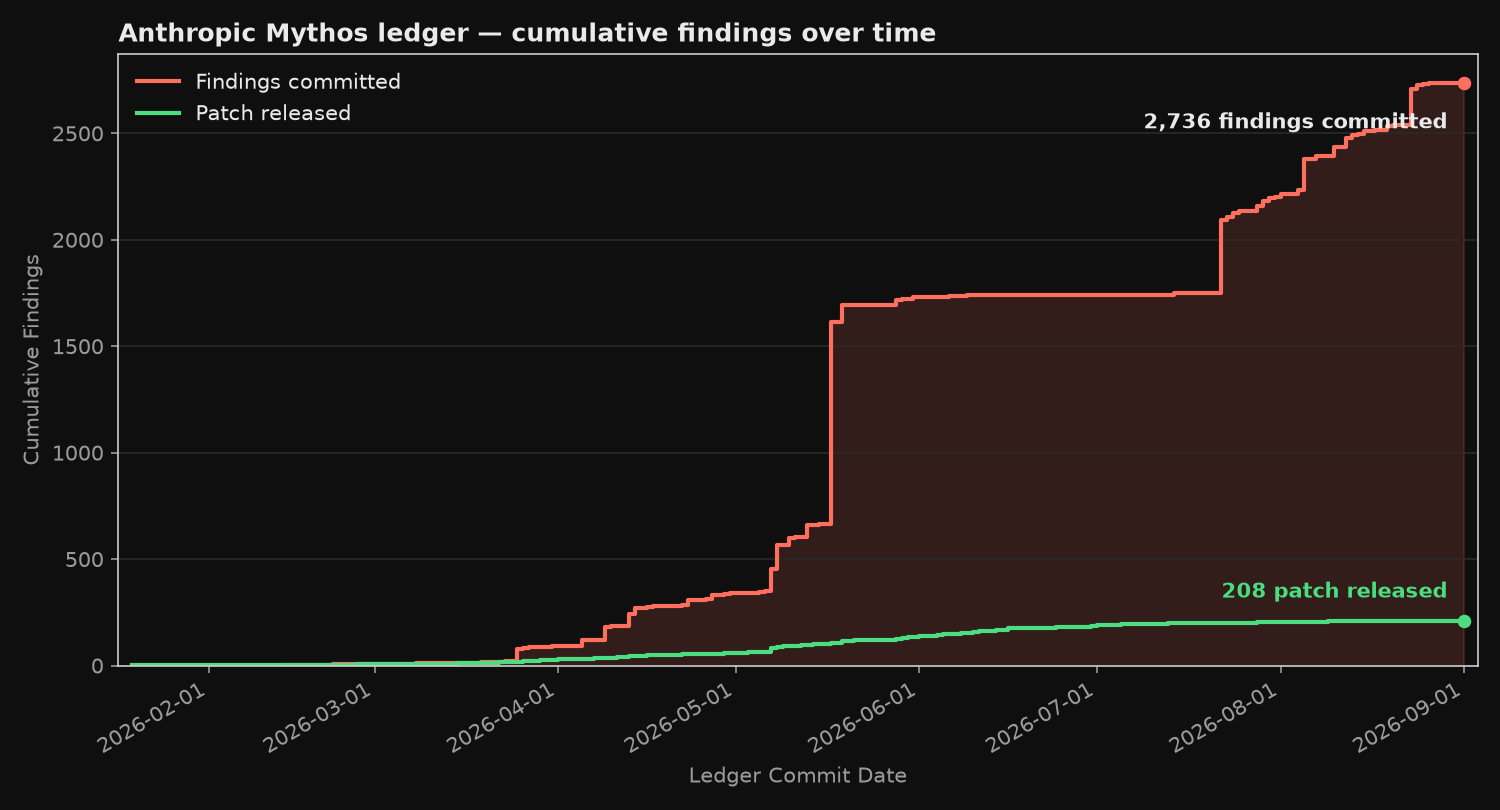 Anthropic Mythos ledger — cumulative findings over time
Findings committed
Patch released
2,736 findings committed
208 patch released
Cumulative Findings
2500
2000
1500
1000
500
0
2026-02-01
2026-03-01
2026-04-01
2026-05-01
2026-06-01
2026-07-01
2026-08-01
2026-09-01
Ledger Commit Date